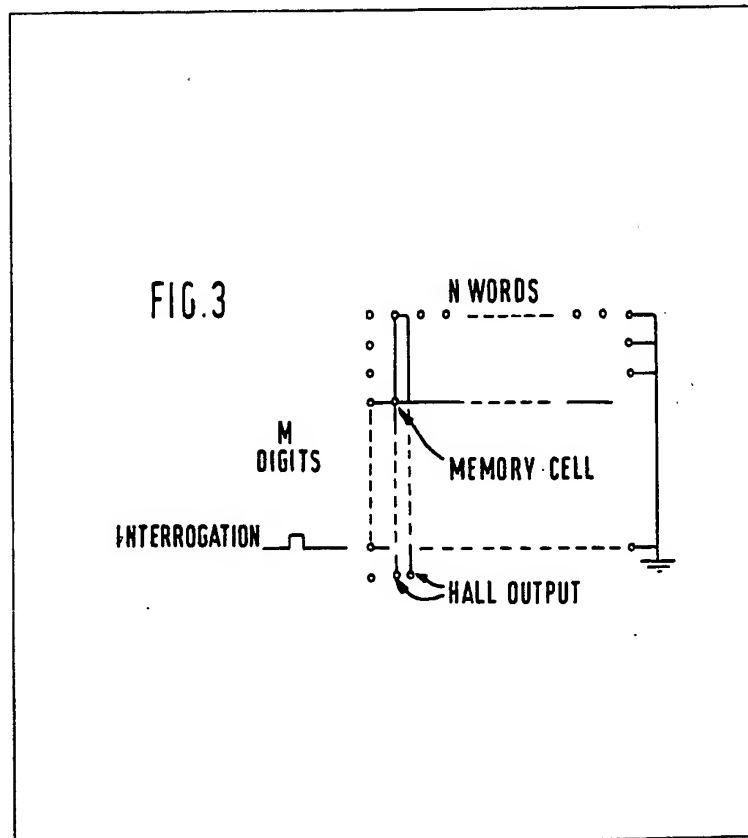 FIG.3
N WORDS
M
DIGITS
MEMORY CELL
INTERROGATION
HALL OUTPUT